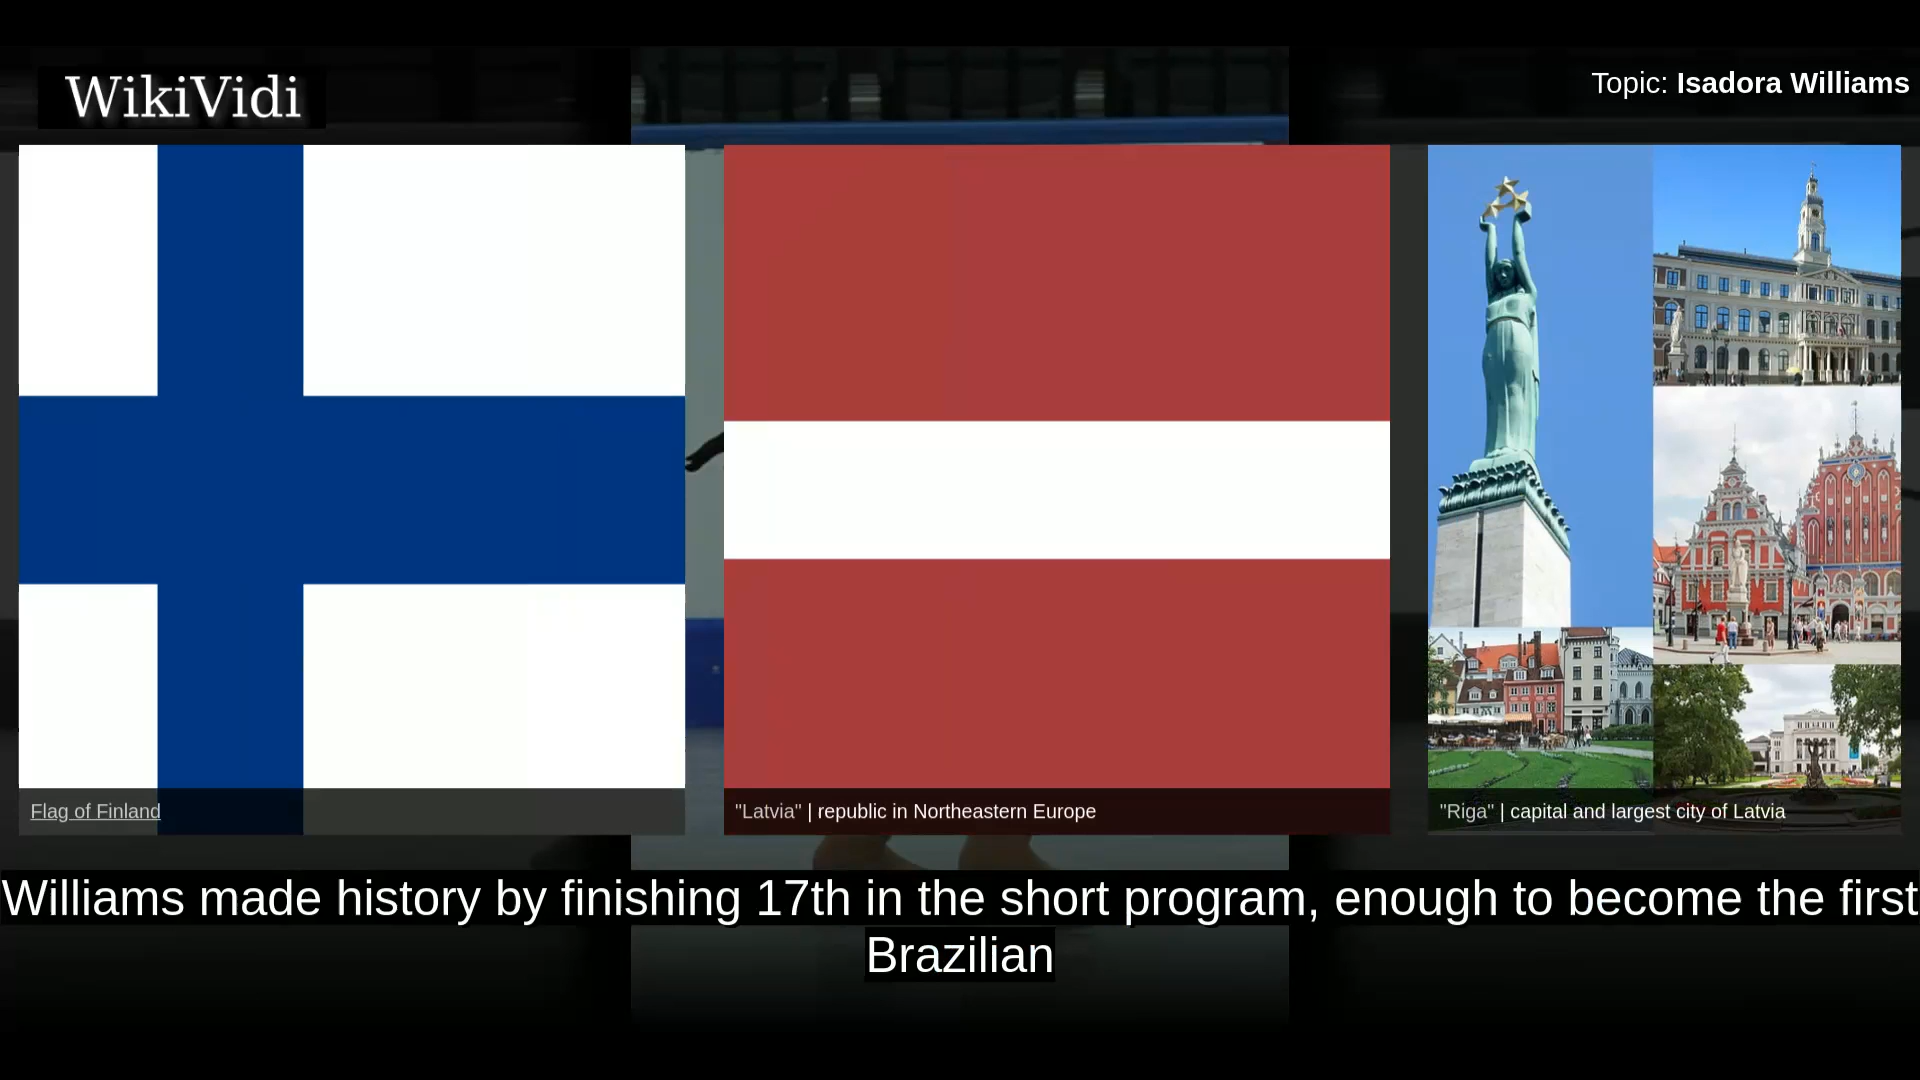 WikiVidi
Topic: Isadora Williams
Flag of Finland
"Latvia" | republic in Northeastern Europe
"Riga" | capital and largest city of Latvia
Williams made history by finishing 17th in the short program, enough to become the first
Brazilian